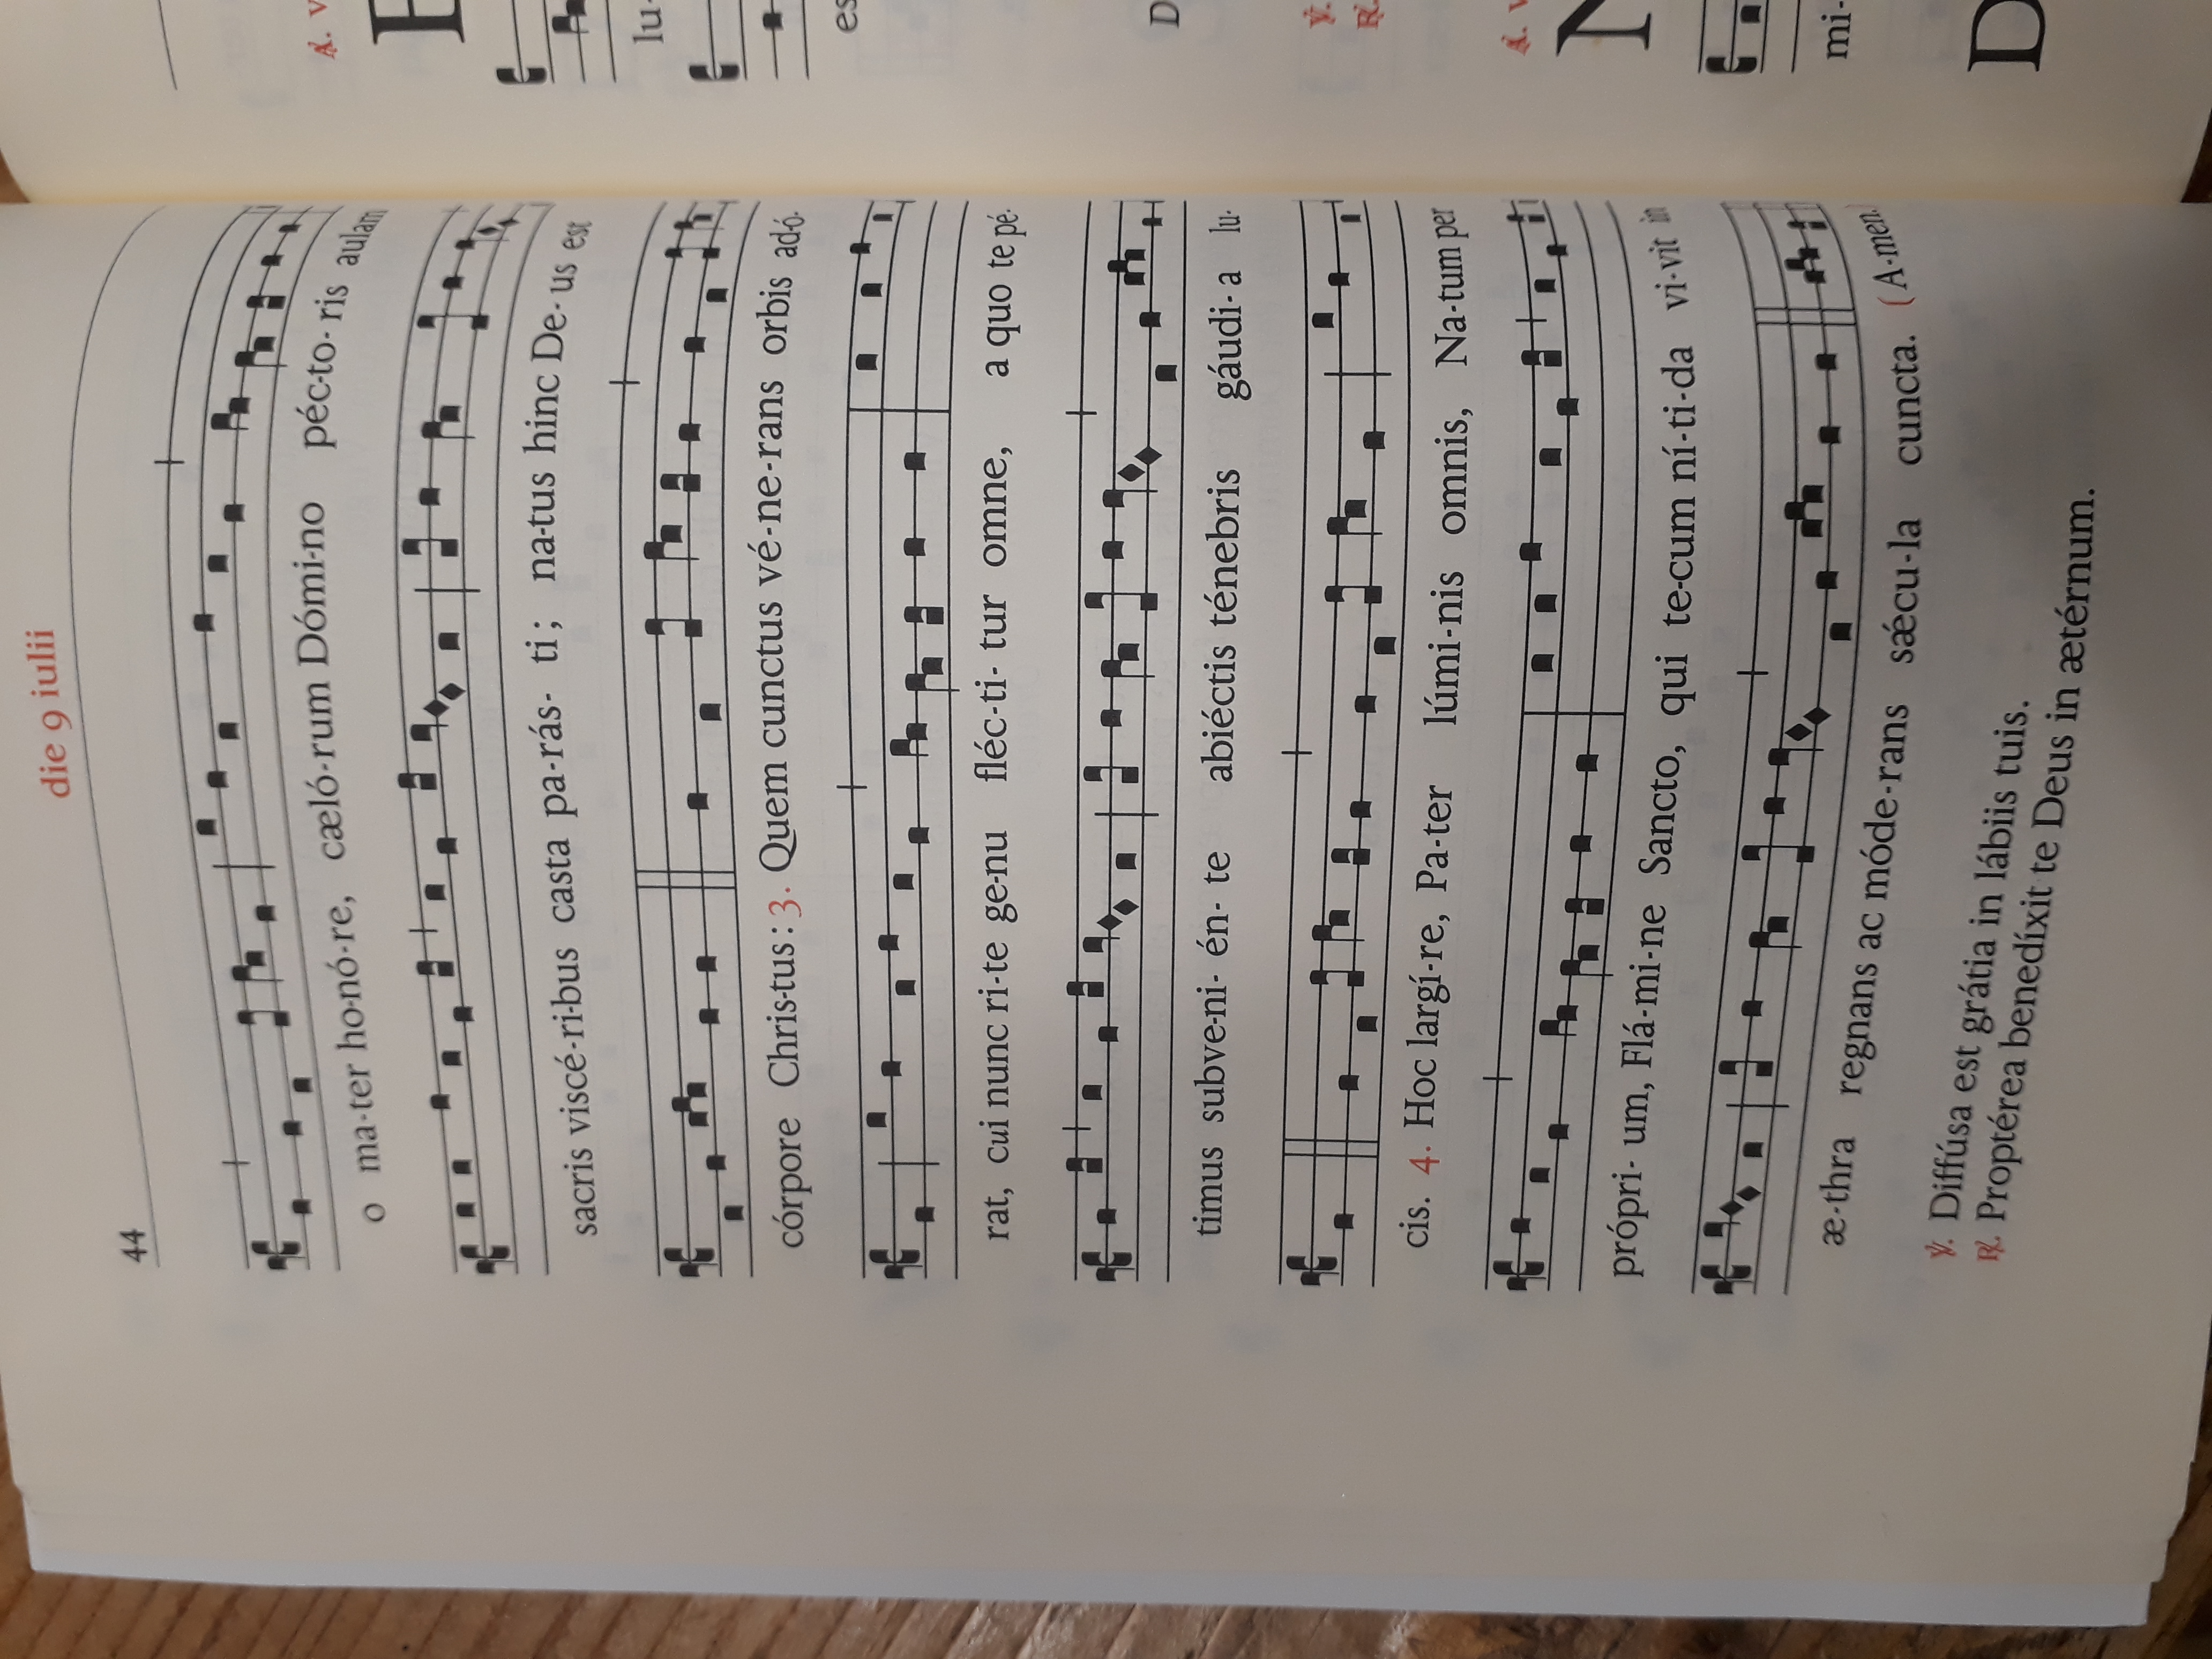 die 9 iulii
44
o ma-ter ho-nó-re, cæló-rum Dómi-no péc-to-ris aulam
sacris viscé-ri-bus casta pa-rás-ti; na-tus hinc De-us est
córpore Chris-tus: 3. Quem cunctus vé-ne-rans orbis ad-ó-
rat, cui nunc ri-te ge-nu fléc-ti-tur omne, a quo te pé-
timus subve-ni-én-te abiéctis ténebris gáudi-a lu-
cis. 4. Hoc largí-re, Pa-ter lúmi-nis omnis, Na-tum per
própri-um, Flá-mi-ne Sancto, qui te-cum ní-ti-da vi-vit in
æ-thra regnans ac móde-rans sǽcu-la cuncta. (A-men.)
℣. Diffúsa est grátia in lábiis tuis.
℟. Proptérea benedíxit te Deus in ætérnum.
lu-
es
D
℣.
℟.
N
mi-
D